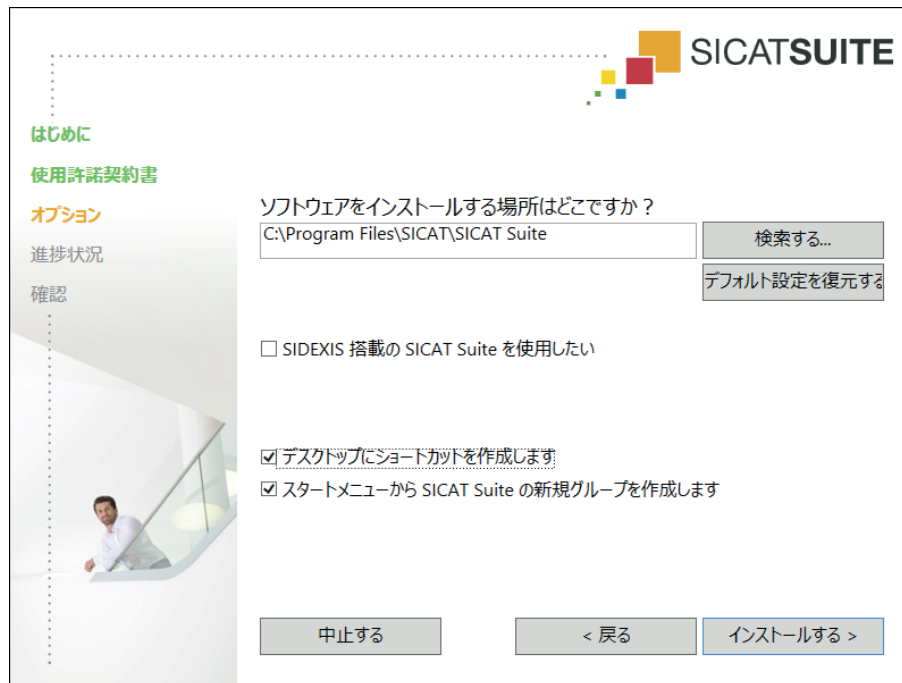 SICATSUITE
はじめに
使用許諾契約書
オプション
進捗状況
確認
ソフトウェアをインストールする場所はどこですか？
C:\Program Files\SICAT\SICAT Suite
検索する...
デフォルト設定を復元する
SIDEXIS 搭載の SICAT Suite を使用したい
デスクトップにショートカットを作成します
スタートメニューから SICAT Suite の新規グループを作成します
中止する
< 戻る
インストールする >